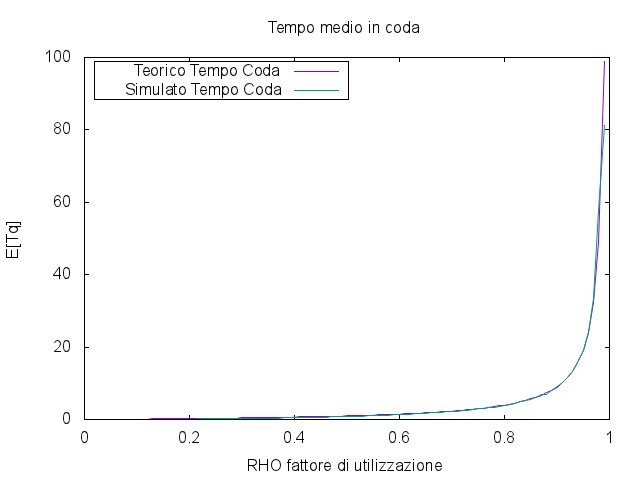 Tempo medio in coda
Teorico Tempo Coda
Simulato Tempo Coda
100
80
60
40
20
0
E[Tq]
0 0.2 0.4 0.6 0.8 1
RHO fattore di utilizzazione